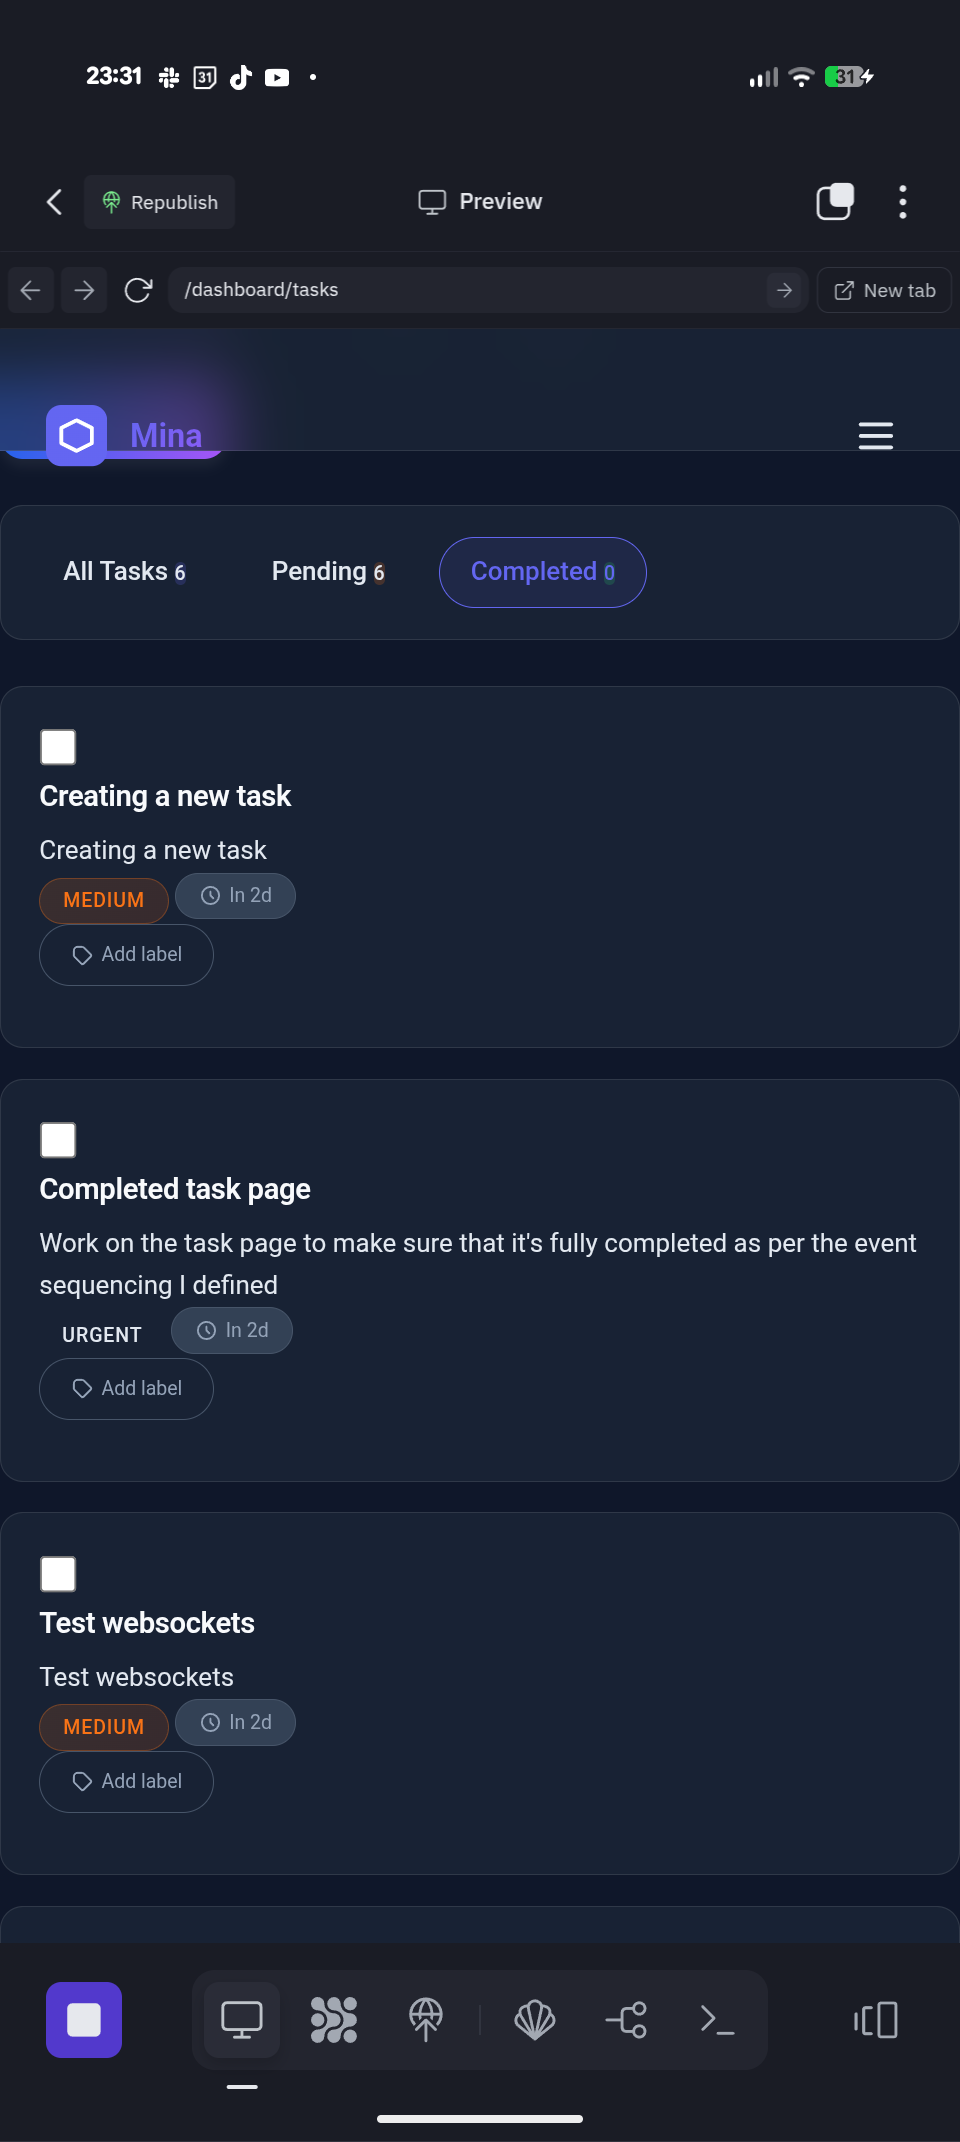 23:31
31
31
Republish
Preview
/dashboard/tasks
New tab
Mina
All Tasks 6
Pending 6
Completed 0
Creating a new task
Creating a new task
MEDIUM
In 2d
Add label
Completed task page
Work on the task page to make sure that it's fully completed as per the event
sequencing I defined
URGENT
In 2d
Add label
Test websockets
Test websockets
MEDIUM
In 2d
Add label